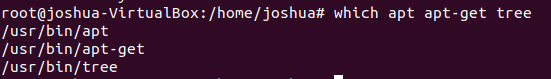 root@joshua-VirtualBox:/home/joshua# which apt apt-get tree
/usr/bin/apt
/usr/bin/apt-get
/usr/bin/tree